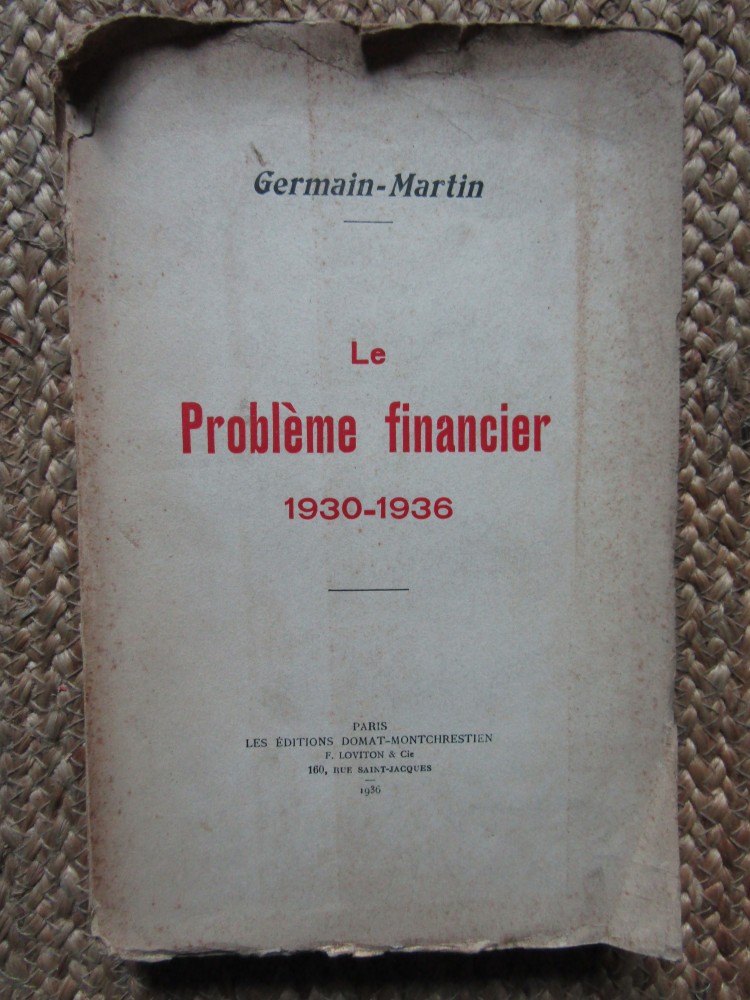 Germain-Martin
Le
Problème financier
1930-1936
PARIS
LES ÉDITIONS DOMAT-MONTCHRESTIEN
F. LOVITON & Cie
160, RUE SAINT-JACQUES
1936